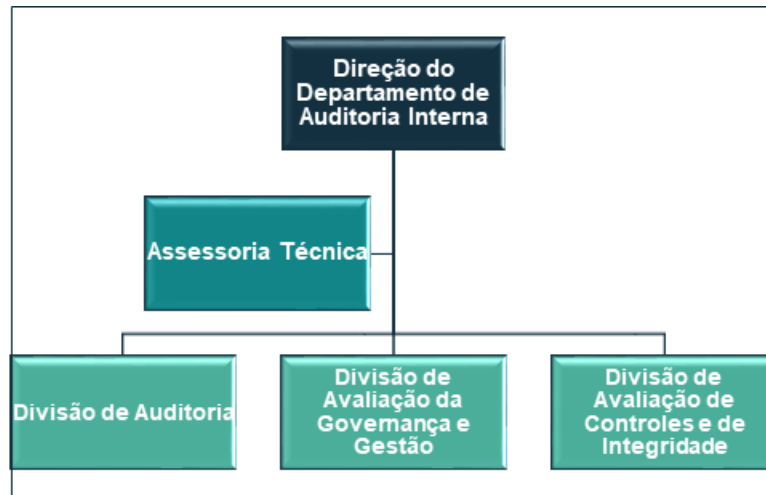 Direção do
Departamento de
Auditoria Interna
Assessoria Técnica
Divisão de Auditoria
Divisão de
Avaliação da
Governança e
Gestão
Divisão de
Avaliação de
Controles e de
Integridade